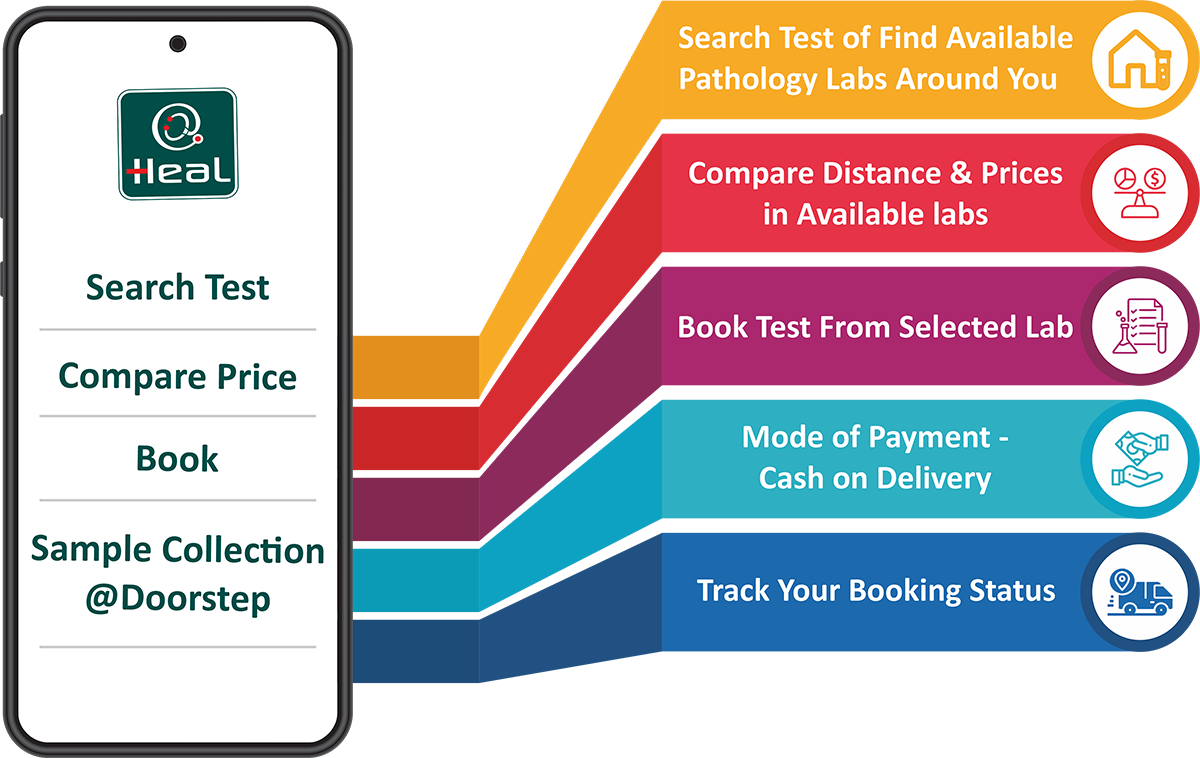 Heal
Search Test
Compare Price
Book
Sample Collection
@Doorstep
Search Test of Find Available
Pathology Labs Around You
Compare Distance & Prices
in Available labs
Book Test From Selected Lab
Mode of Payment -
Cash on Delivery
Track Your Booking Status